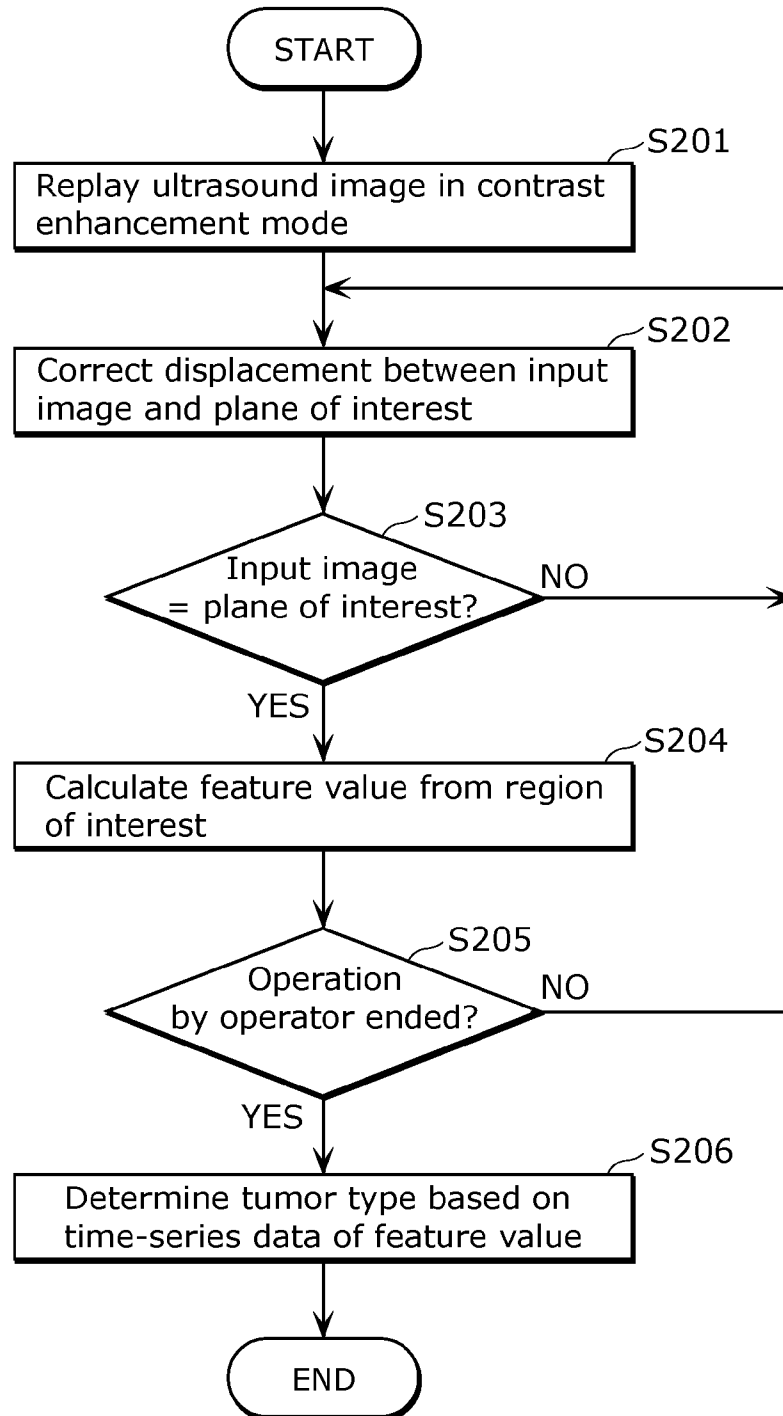 START
S201
Replay ultrasound image in contrast
enhancement mode
S202
Correct displacement between input
image and plane of interest
S203
Input image
= plane of interest?
NO
YES
S204
Calculate feature value from region
of interest
S205
Operation
by operator ended?
NO
YES
S206
Determine tumor type based on
time-series data of feature value
END